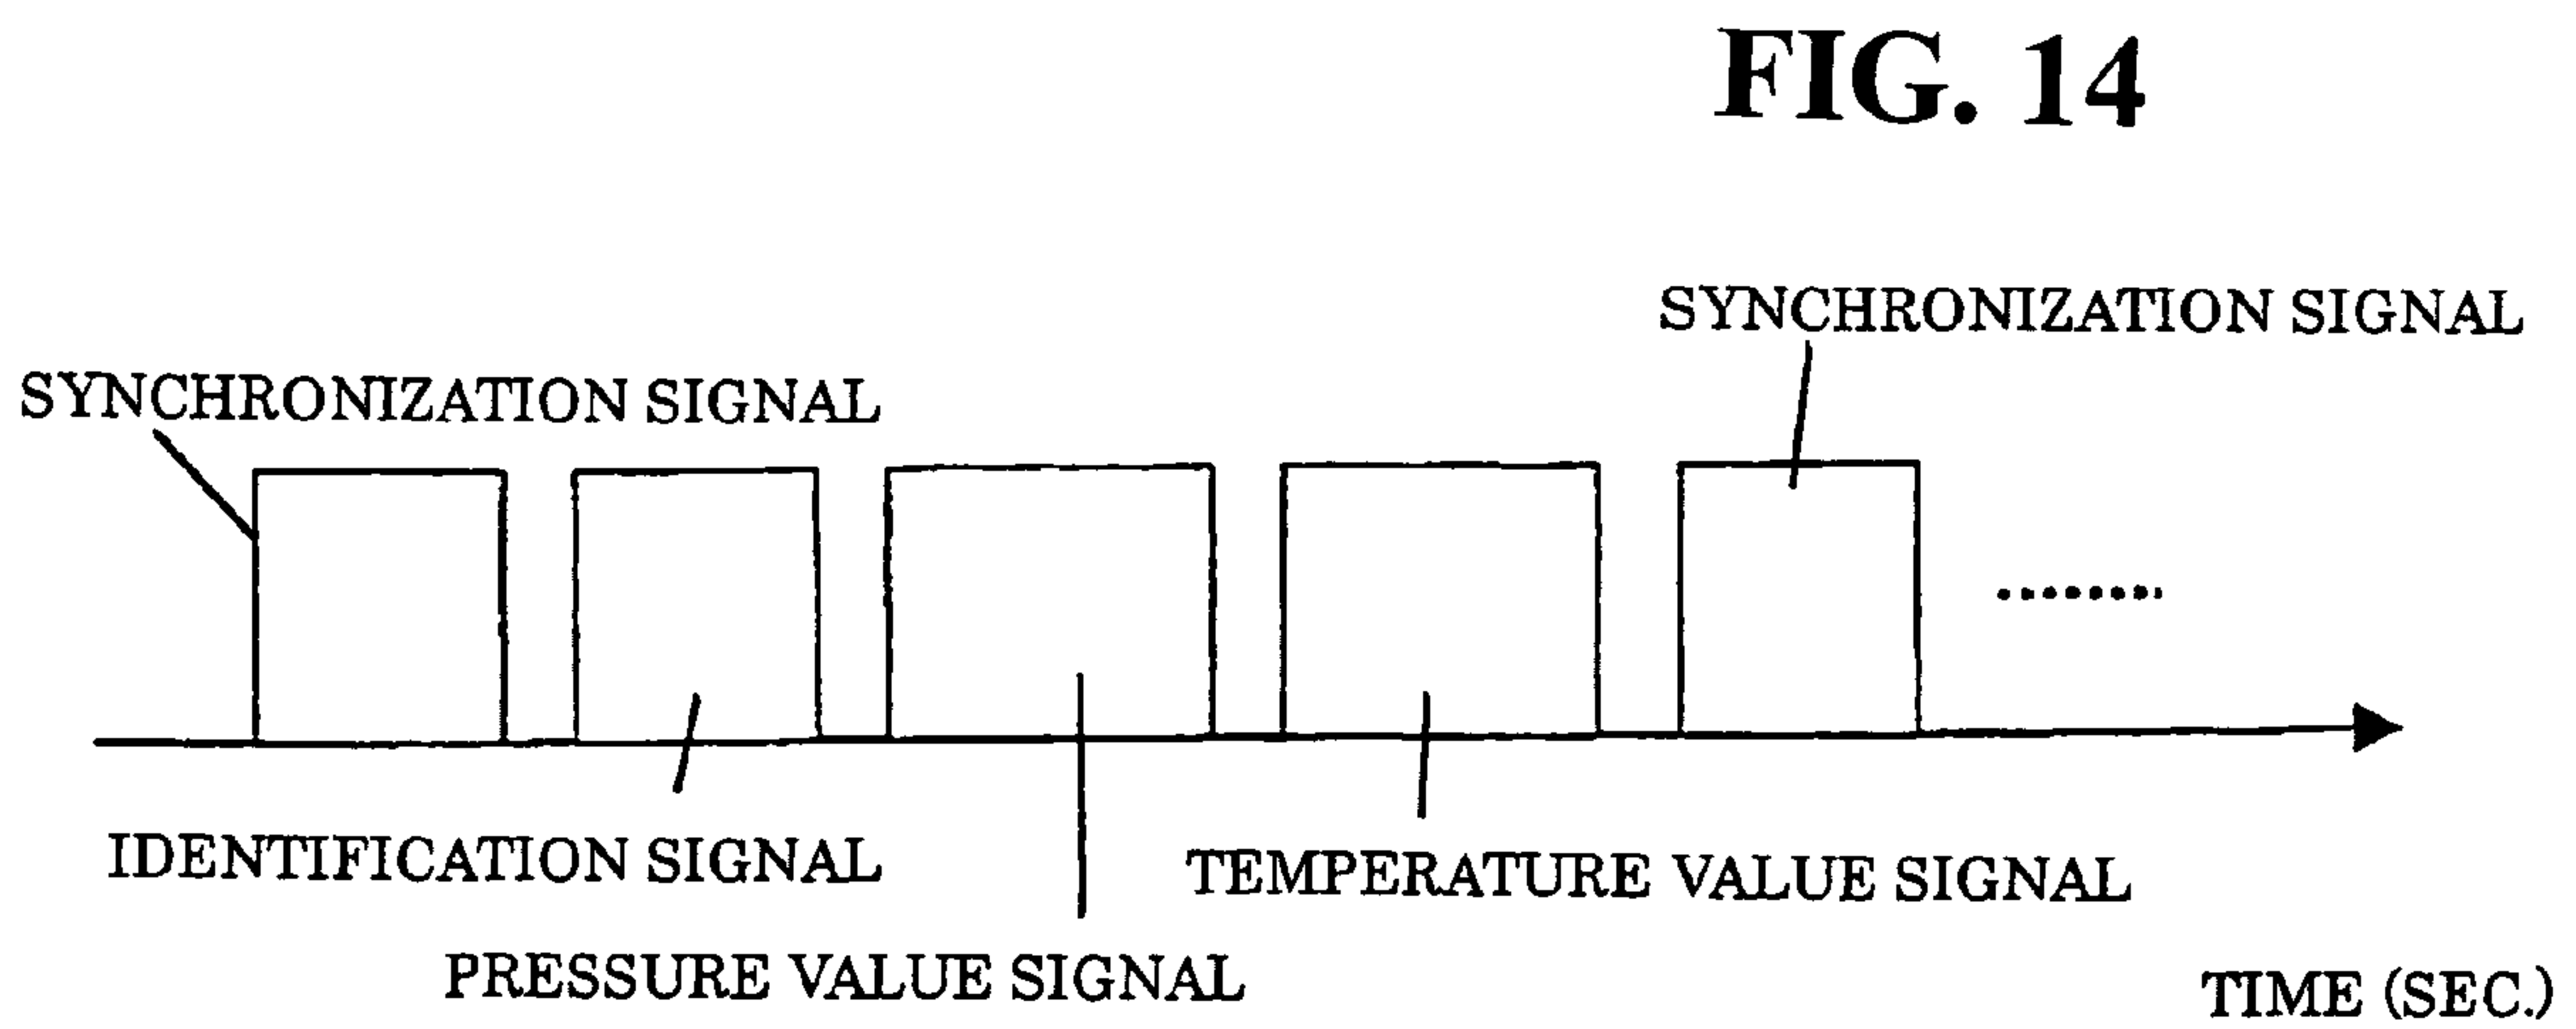 FIG. 14
SYNCHRONIZATION SIGNAL
SYNCHRONIZATION SIGNAL
IDENTIFICATION SIGNAL
TEMPERATURE VALUE SIGNAL
PRESSURE VALUE SIGNAL
TIME (SEC.)